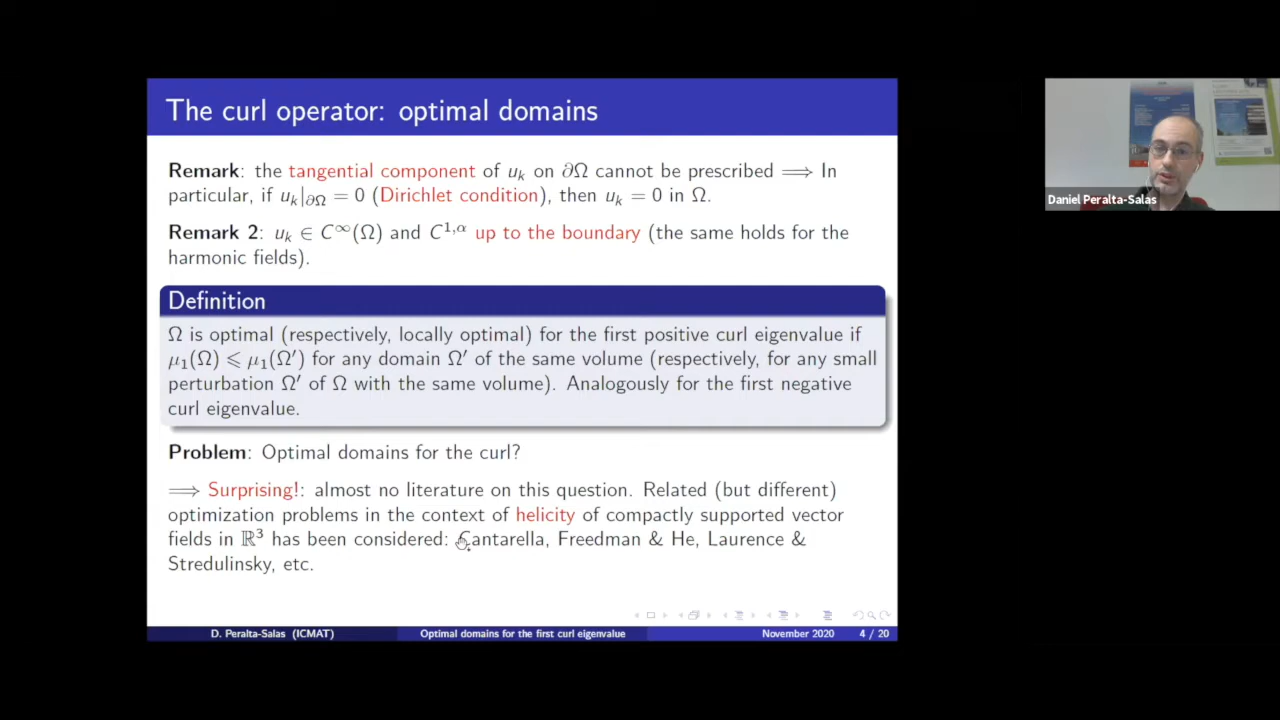 The curl operator: optimal domains
Remark: the tangential component of u_k on ∂Ω cannot be prescribed ⟹ In
particular, if u_k|_∂Ω = 0 (Dirichlet condition), then u_k = 0 in Ω.
Remark 2: u_k ∈ C^∞(Ω) and C^{1,α} up to the boundary (the same holds for the
harmonic fields).
Definition
Ω is optimal (respectively, locally optimal) for the first positive curl eigenvalue if
μ_1(Ω) ⩽ μ_1(Ω′) for any domain Ω′ of the same volume (respectively, for any small
perturbation Ω′ of Ω with the same volume). Analogously for the first negative
curl eigenvalue.
Problem: Optimal domains for the curl?
⟹ Surprising!: almost no literature on this question. Related (but different)
optimization problems in the context of helicity of compactly supported vector
fields in ℝ^3 has been considered: Cantarella, Freedman & He, Laurence &
Stredulinsky, etc.
D. Peralta-Salas (ICMAT)
Optimal domains for the first curl eigenvalue
November 2020
4 / 20
Daniel Peralta-Salas